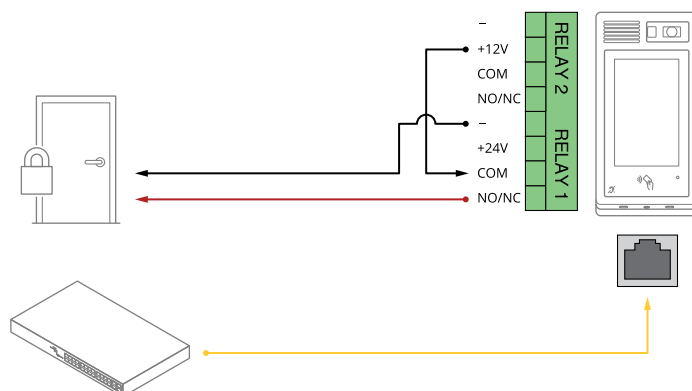 –
+12V
COM
NO/NC
–
+24V
COM
NO/NC
RELAY 2
RELAY 1